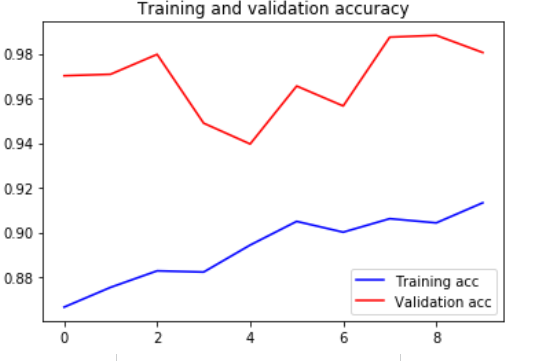 Training and validation accuracy
0.98
0.96
0.94
0.92
0.90
0.88
0 2 4 6 8
Training acc
Validation acc